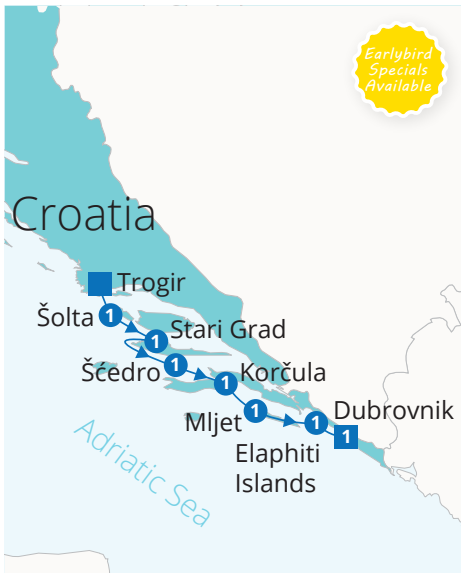 Earlybird
Specials
Available
Croatia
Trogir
Šolta
1
Stari Grad
1
Šćedro
1
Korčula
1
Mljet
1
Dubrovnik
1
1
Elaphiti
Islands
Adriatic Sea